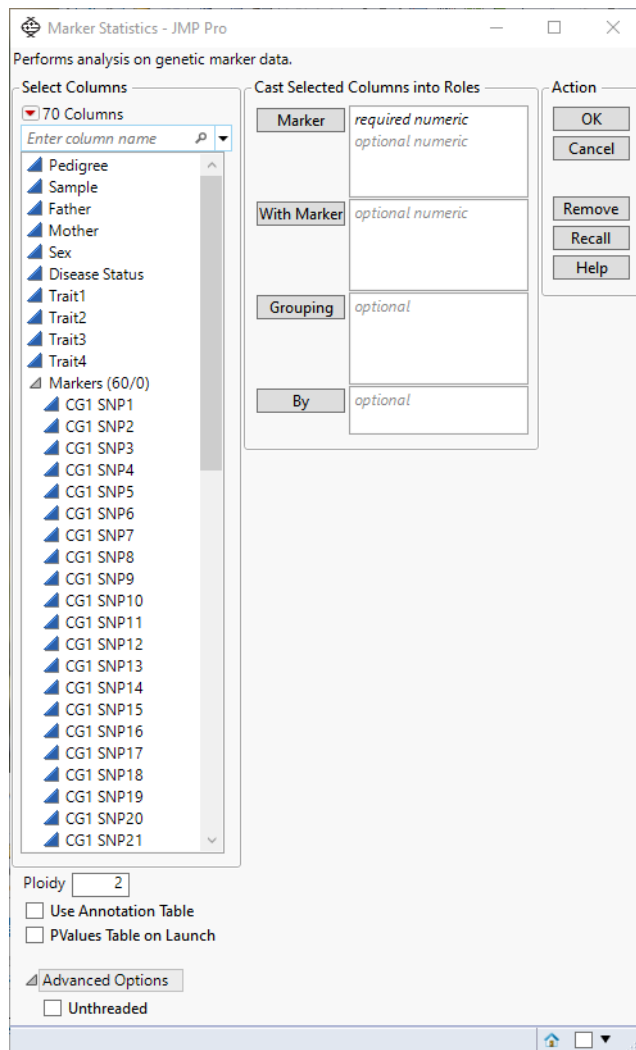 Marker Statistics - JMP Pro
Performs analysis on genetic marker data.
Select Columns
70 Columns
Enter column name
Pedigree
Sample
Father
Mother
Sex
Disease Status
Trait1
Trait2
Trait3
Trait4
Markers (60/0)
CG1 SNP1
CG1 SNP2
CG1 SNP3
CG1 SNP4
CG1 SNP5
CG1 SNP6
CG1 SNP7
CG1 SNP8
CG1 SNP9
CG1 SNP10
CG1 SNP11
CG1 SNP12
CG1 SNP13
CG1 SNP14
CG1 SNP15
CG1 SNP16
CG1 SNP17
CG1 SNP18
CG1 SNP19
CG1 SNP20
CG1 SNP21
Cast Selected Columns into Roles
Marker
required numeric
optional numeric
With Marker
optional numeric
Grouping
optional
By
optional
Action
OK
Cancel
Remove
Recall
Help
Ploidy 2
Use Annotation Table
PValues Table on Launch
Advanced Options
Unthreaded